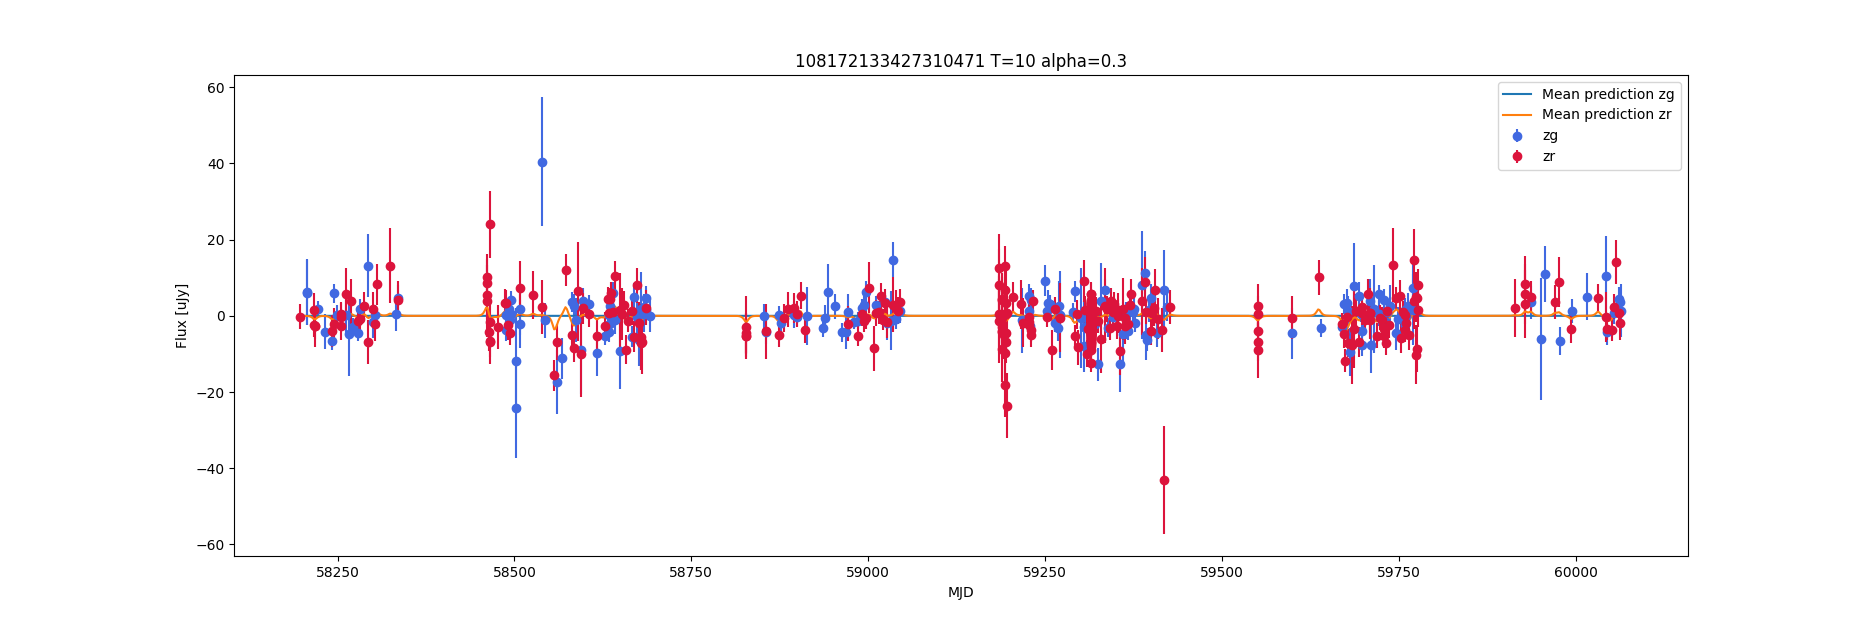 108172133427310471 T=10 alpha=0.3
60
40
20
0
−20
−40
−60
Flux [uJy]
58250
58500
58750
59000
59250
59500
59750
60000
MJD
Mean prediction zg
Mean prediction zr
zg
zr